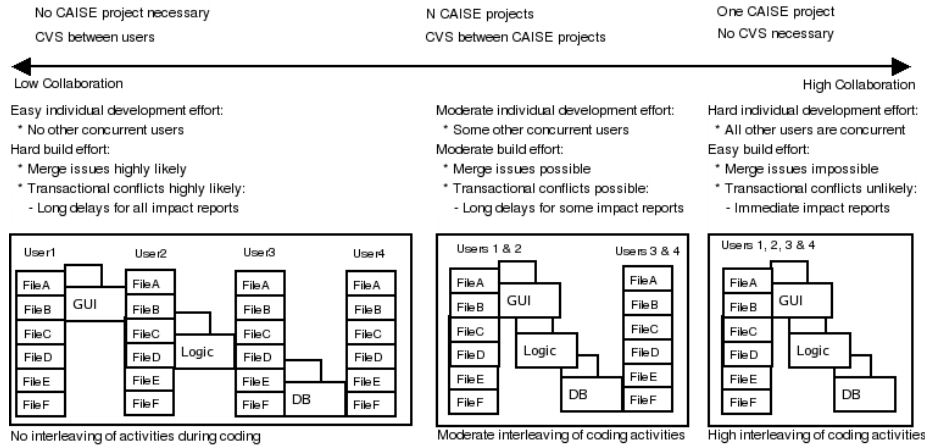 No CAISE project necessary
CVS between users
N CAISE projects
CVS between CAISE projects
One CAISE project
No CVS necessary
Low Collaboration
High Collaboration
Easy individual development effort:
* No other concurrent users
Hard build effort:
* Merge issues highly likely
* Transactional conflicts highly likely:
- Long delays for all impact reports
Moderate individual development effort:
* Some other concurrent users
Moderate build effort:
* Merge issues possible
* Transactional conflicts possible:
- Long delays for some impact reports
Hard individual development effort:
* All other users are concurrent
Easy build effort:
* Merge issues impossible
* Transactional conflicts unlikely:
- Immediate impact reports
User1
FileA
FileB
FileC
FileD
FileE
FileF
GUI
User2
FileA
FileB
FileC
FileD
FileE
FileF
Logic
User3
FileA
FileB
FileC
FileD
FileE
FileF
DB
User4
FileA
FileB
FileC
FileD
FileE
FileF
No interleaving of activities during coding
Users 1 & 2
FileA
FileB
FileC
FileD
FileE
FileF
GUI
Logic
DB
Users 3 & 4
FileA
FileB
FileC
FileD
FileE
FileF
Moderate interleaving of coding activities
Users 1, 2, 3 & 4
FileA
FileB
FileC
FileD
FileE
FileF
GUI
Logic
DB
High interleaving of coding activities